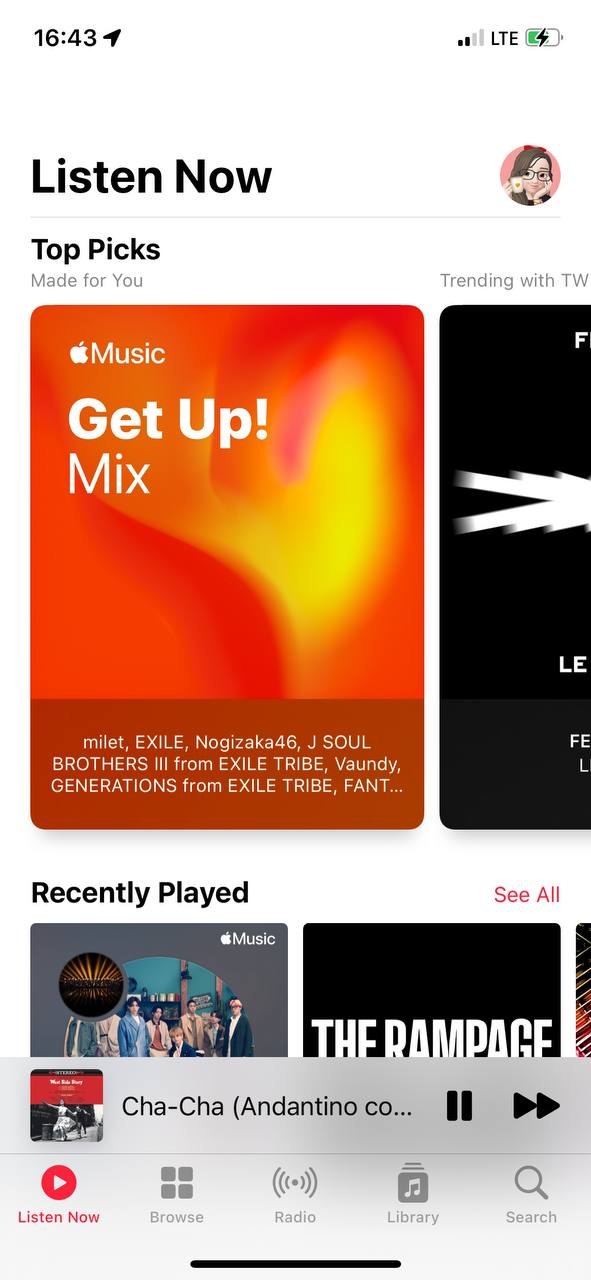 16:43
LTE
Listen Now
Top Picks
Made for You
Trending with TW
Music
Get Up!
Mix
milet, EXILE, Nogizaka46, J SOUL
BROTHERS III from EXILE TRIBE, Vaundy,
GENERATIONS from EXILE TRIBE, FANT...
LE
FE
Recently Played
See All
Music
THE RAMPAGE
STEREO
West Side Story
Cha-Cha (Andantino co...
Listen Now
Browse
Radio
Library
Search